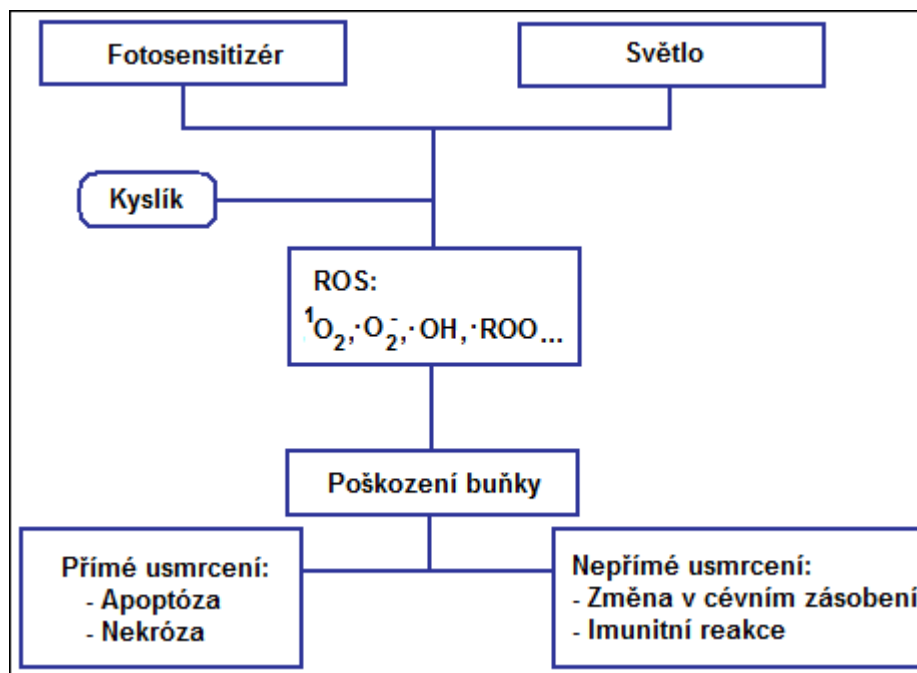 Fotosensitizér
Světlo
Kyslík
ROS:
¹O₂,·O₂⁻,·OH,·ROO...
Poškození buňky
Přímé usmrcení:
- Apoptóza
- Nekróza
Nepřímé usmrcení:
- Změna v cévním zásobení
- Imunitní reakce